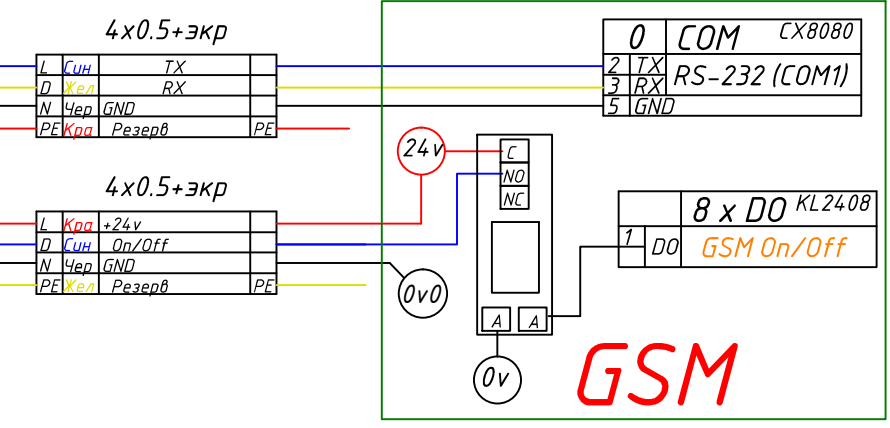 4x0.5+экр
L Син TX
D Жел RX
N Чер GND
PE Кра Резерв PE
0 COM CX8080
2 TX RS-232 (COM1)
3 RX
5 GND
24v
C
NO
NC
4x0.5+экр
L Кра +24v
D Син On/Off
N Чер GND
PE Жел Резерв PE
0v0
8 x DO KL2408
1 DO GSM On/Off
A A
0v
GSM